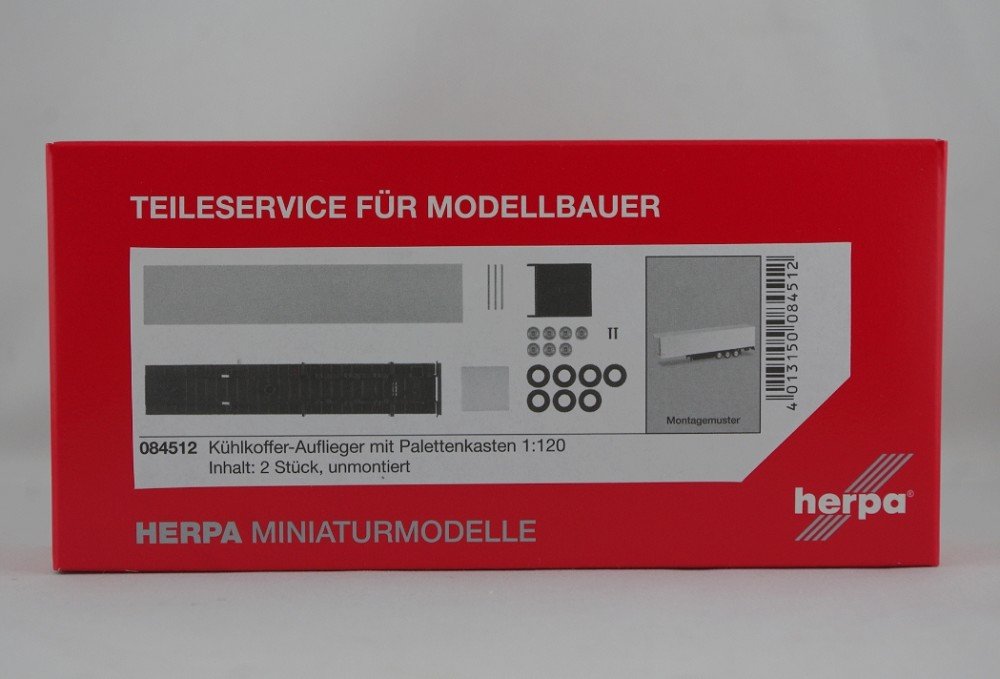 TEILESERVICE FÜR MODELLBAUER
Montagemuster
4 013150 084512
084512 Kühlkoffer-Auflieger mit Palettenkasten 1:120
Inhalt: 2 Stück, unmontiert
herpa®
HERPA MINIATURMODELLE